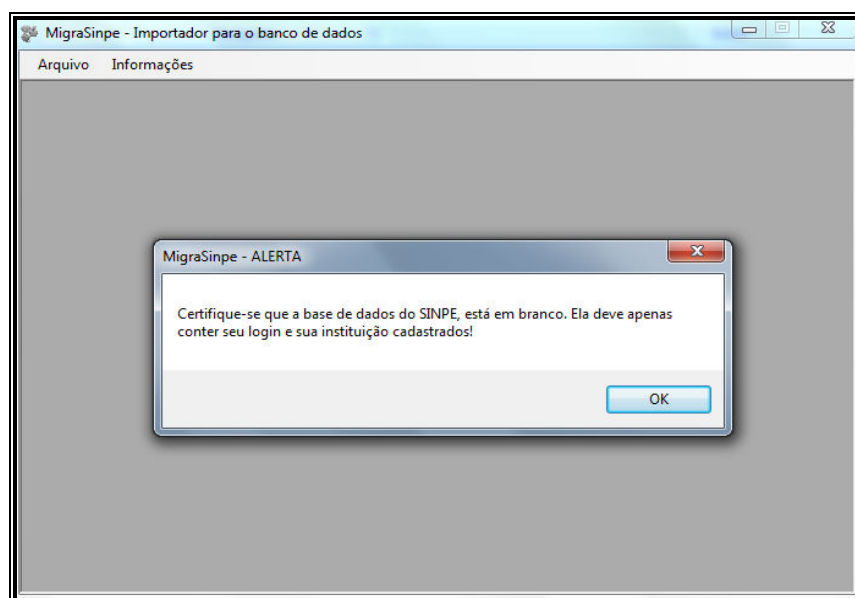 MigraSinpe - Importador para o banco de dados
Arquivo Informações
MigraSinpe - ALERTA
Certifique-se que a base de dados do SINPE, está em branco. Ela deve apenas
conter seu login e sua instituição cadastrados!
OK